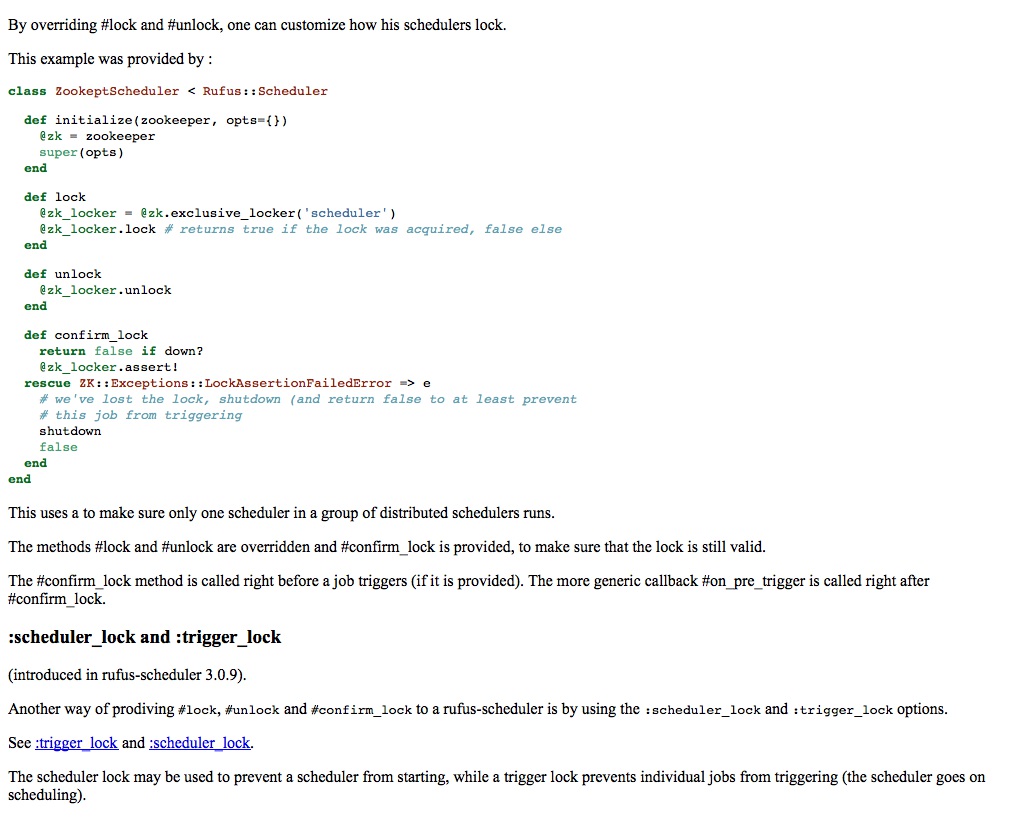 By overriding #lock and #unlock, one can customize how his schedulers lock.
This example was provided by :
class ZookeptScheduler < Rufus::Scheduler
def initialize(zookeeper, opts={})
@zk = zookeeper
super(opts)
end
def lock
@zk_locker = @zk.exclusive_locker('scheduler')
@zk_locker.lock # returns true if the lock was acquired, false else
end
def unlock
@zk_locker.unlock
end
def confirm_lock
return false if down?
@zk_locker.assert!
rescue ZK::Exceptions::LockAssertionFailedError => e
# we've lost the lock, shutdown (and return false to at least prevent
# this job from triggering
shutdown
false
end
end
This uses a to make sure only one scheduler in a group of distributed schedulers runs.
The methods #lock and #unlock are overridden and #confirm_lock is provided, to make sure that the lock is still valid.
The #confirm_lock method is called right before a job triggers (if it is provided). The more generic callback #on_pre_trigger is called right after
#confirm_lock.
:scheduler_lock and :trigger_lock
(introduced in rufus-scheduler 3.0.9).
Another way of prodiving #lock, #unlock and #confirm_lock to a rufus-scheduler is by using the :scheduler_lock and :trigger_lock options.
See :trigger_lock and :scheduler_lock.
The scheduler lock may be used to prevent a scheduler from starting, while a trigger lock prevents individual jobs from triggering (the scheduler goes on
scheduling).